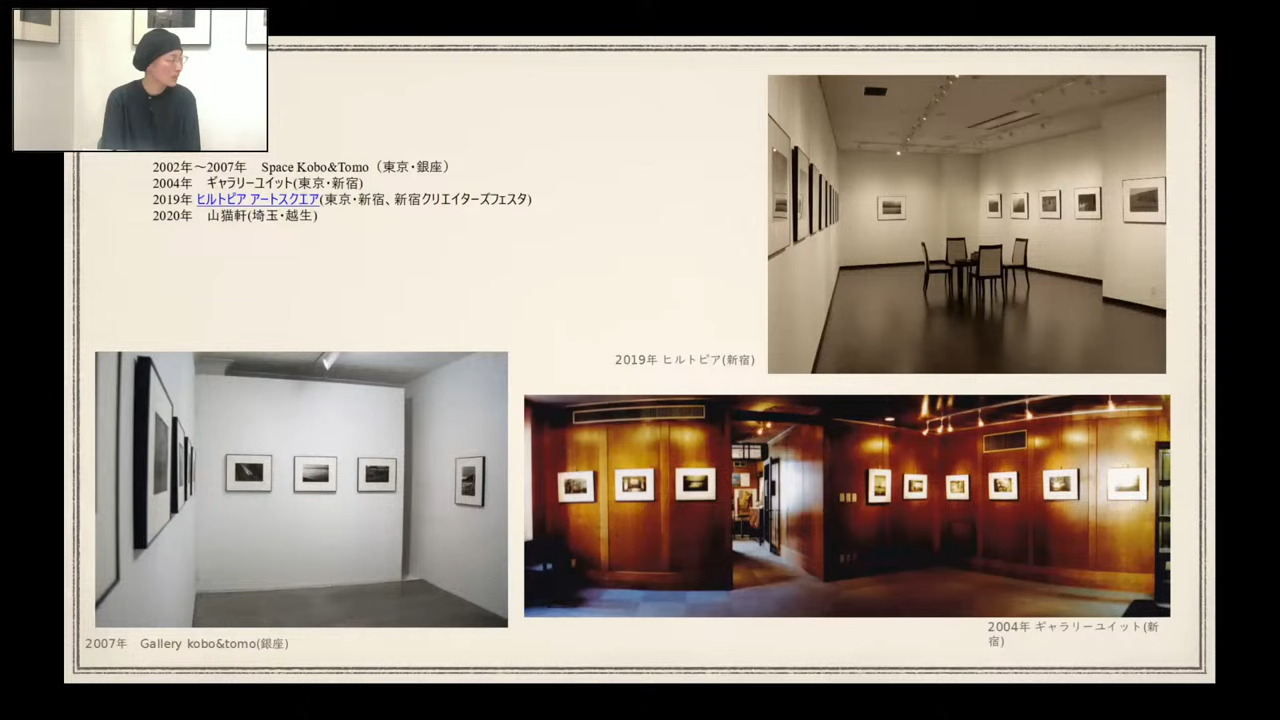 2002年～2007年　Space Kobo&Tomo（東京・銀座）
2004年　ギャラリーユイット(東京・新宿)
2019年 ヒルトピア アートスクエア(東京・新宿、新宿クリエイターズフェスタ)
2020年　山猫軒(埼玉・越生)
2019年 ヒルトピア(新宿)
2007年　Gallery kobo&tomo(銀座)
2004年 ギャラリーユイット(新
宿)